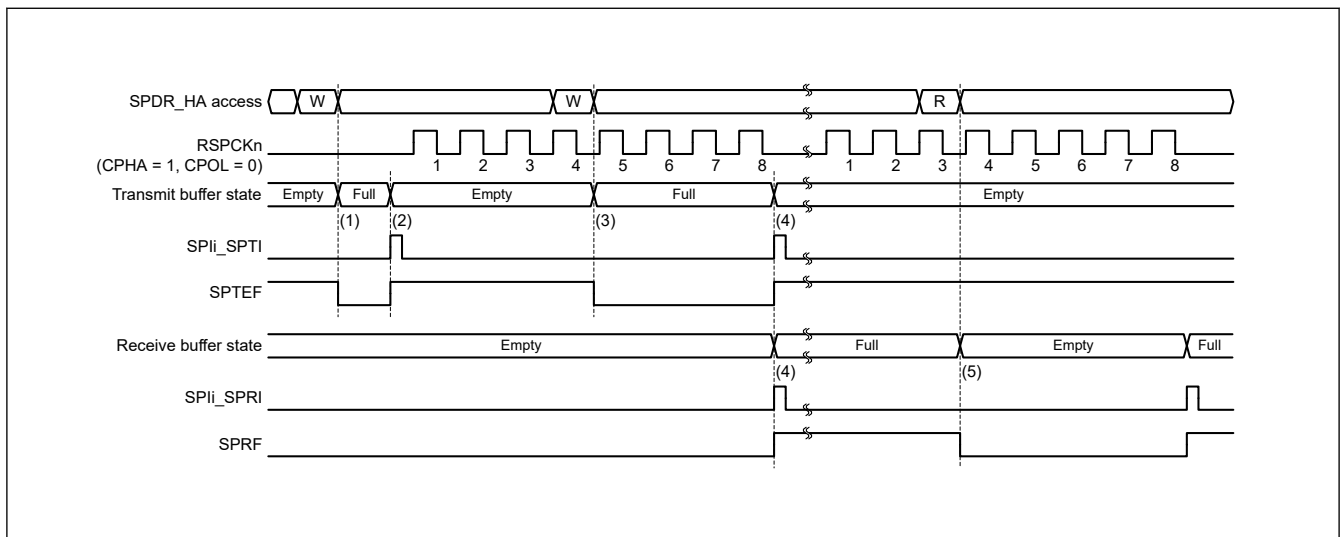 SPDR_HA access W W R
RSPCKn
(CPHA = 1, CPOL = 0)
1 2 3 4 5 6 7 8 1 2 3 4 5 6 7 8
Transmit buffer state Empty Full Empty Full Empty
(1) (2) (3) (4)
SPIi_SPTI
SPTEF
Receive buffer state Empty Full Empty Full
(4) (5)
SPIi_SPRI
SPRF